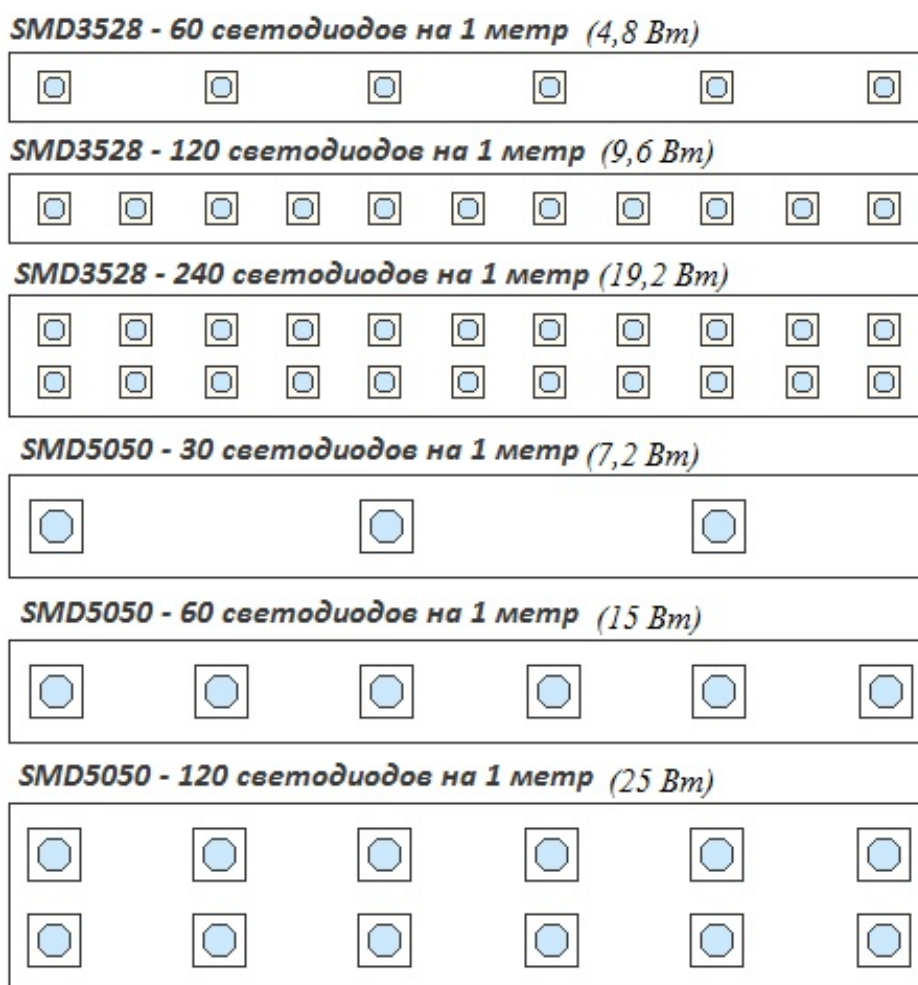 SMD3528 - 60 светодиодов на 1 метр (4,8 Вт)
SMD3528 - 120 светодиодов на 1 метр (9,6 Вт)
SMD3528 - 240 светодиодов на 1 метр (19,2 Вт)
SMD5050 - 30 светодиодов на 1 метр (7,2 Вт)
SMD5050 - 60 светодиодов на 1 метр (15 Вт)
SMD5050 - 120 светодиодов на 1 метр (25 Вт)